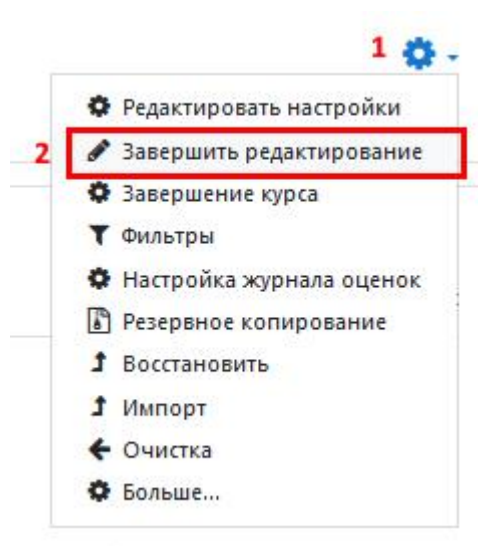 1
Редактировать настройки
2 Завершить редактирование
Завершение курса
Фильтры
Настройка журнала оценок
Резервное копирование
Восстановить
Импорт
Очистка
Больше...